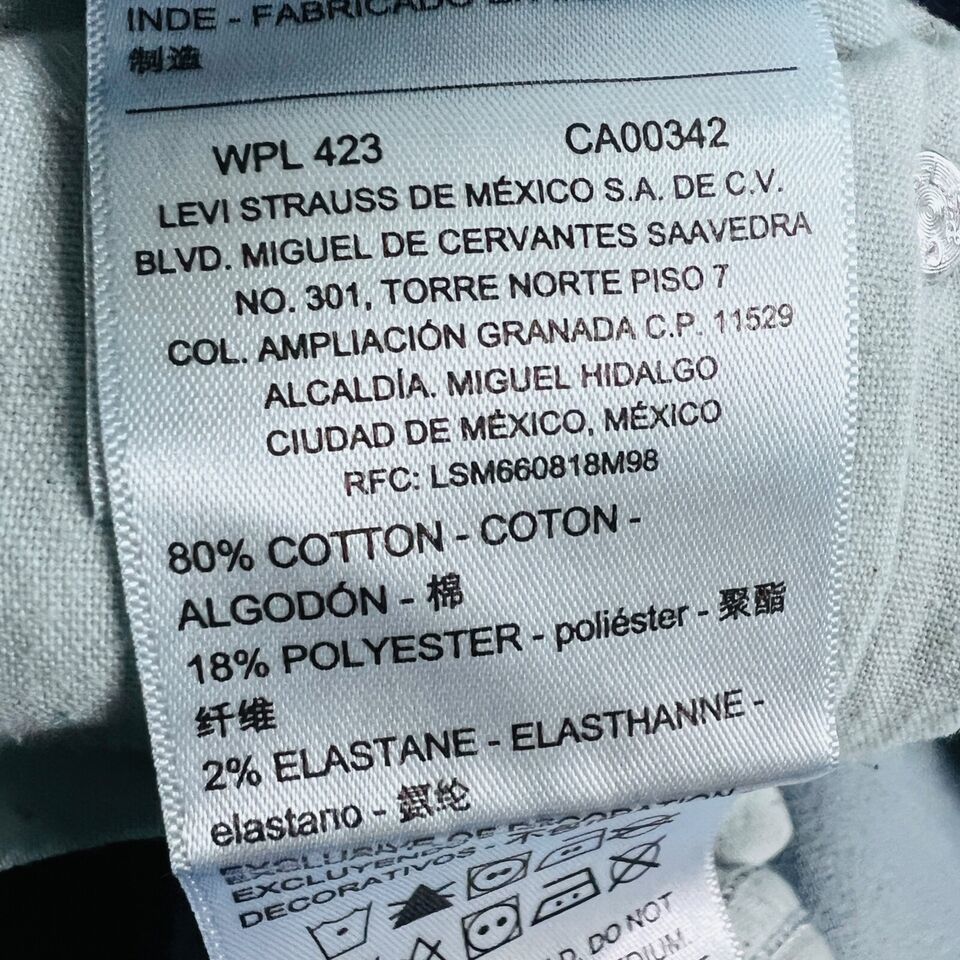 INDE - FABRICADO
制造
WPL 423 CA00342
LEVI STRAUSS DE MÉXICO S.A. DE C.V.
BLVD. MIGUEL DE CERVANTES SAAVEDRA
NO. 301, TORRE NORTE PISO 7
COL. AMPLIACIÓN GRANADA C.P. 11529
ALCALDÍA. MIGUEL HIDALGO
CIUDAD DE MÉXICO, MÉXICO
RFC: LSM660818M98
80% COTTON - COTON -
ALGODÓN - 棉
18% POLYESTER - poliéster - 聚酯
纤维
2% ELASTANE - ELASTHANNE -
elastano - 氨纶
EXCLUYENDO
DECORATIVOS
DO NOT